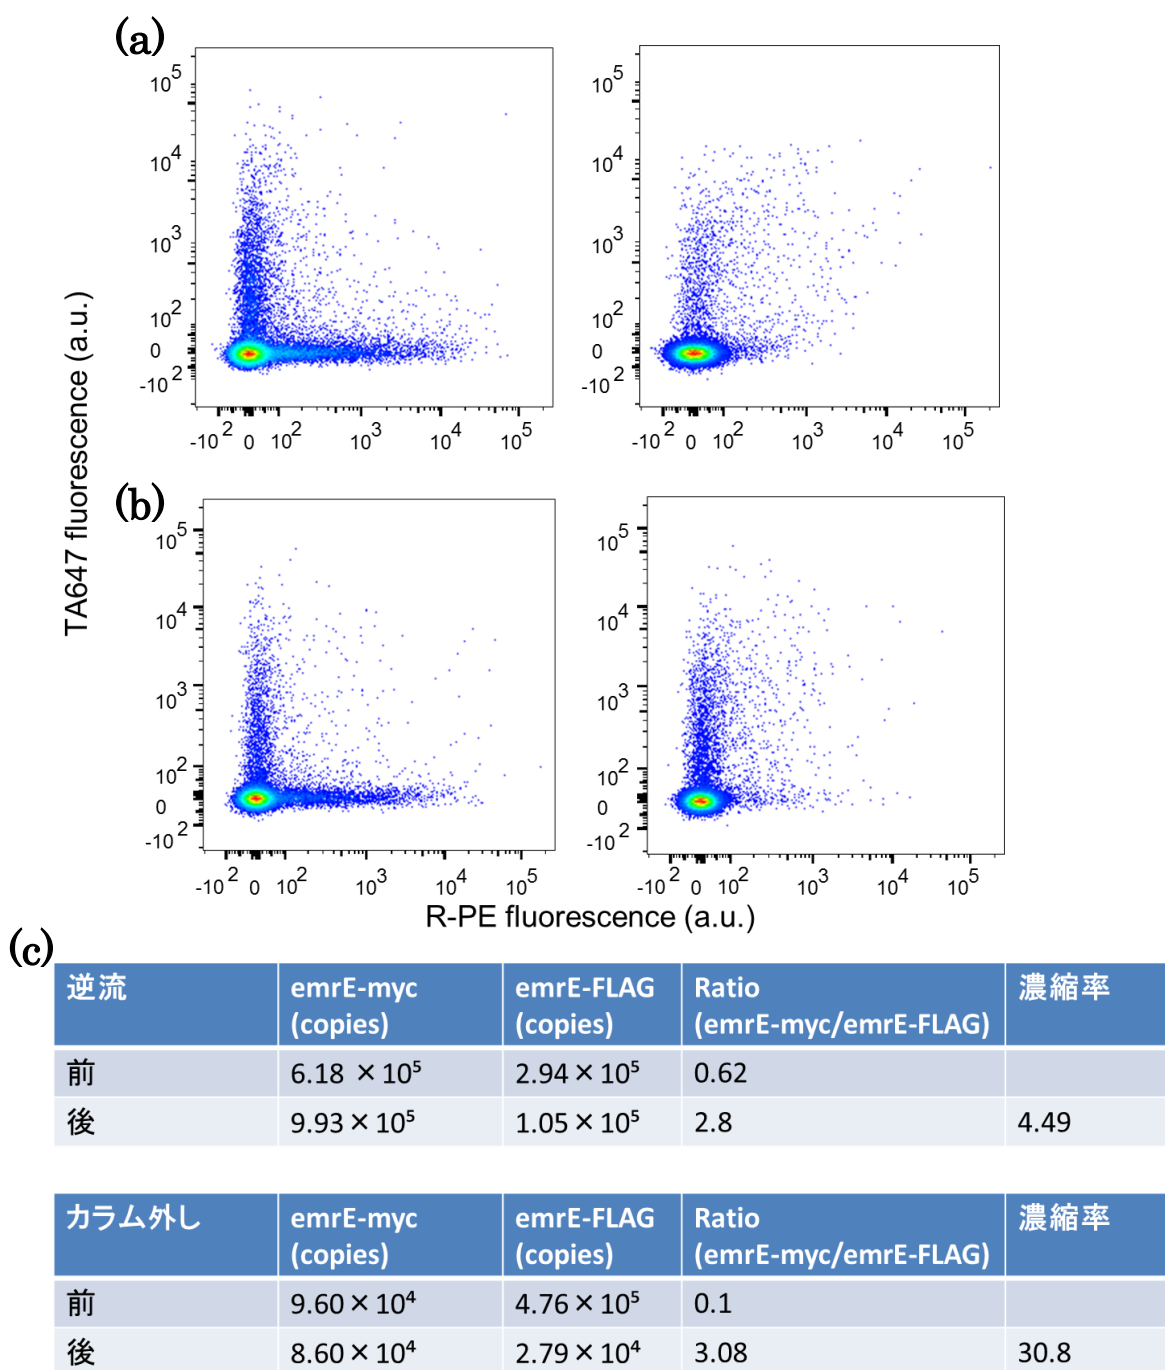 (a)
10^5
10^4
10^3
10^2
0
-10^2
-10^2 0 10^2 10^3 10^4 10^5
10^5
10^4
10^3
10^2
0
-10^2
-10^2 0 10^2 10^3 10^4 10^5
TA647 fluorescence (a.u.)
(b)
10^5
10^4
10^3
10^2
0
-10^2
-10^2 0 10^2 10^3 10^4 10^5
10^5
10^4
10^3
10^2
0
-10^2
-10^2 0 10^2 10^3 10^4 10^5
R-PE fluorescence (a.u.)
(c)
逆流 emrE-myc (copies) emrE-FLAG (copies) Ratio (emrE-myc/emrE-FLAG) 濃縮率
前 6.18 ×10⁵ 2.94×10⁵ 0.62
後 9.93×10⁵ 1.05×10⁵ 2.8 4.49
カラム外し emrE-myc (copies) emrE-FLAG (copies) Ratio (emrE-myc/emrE-FLAG) 濃縮率
前 9.60×10⁴ 4.76×10⁵ 0.1
後 8.60×10⁴ 2.79×10⁴ 3.08 30.8